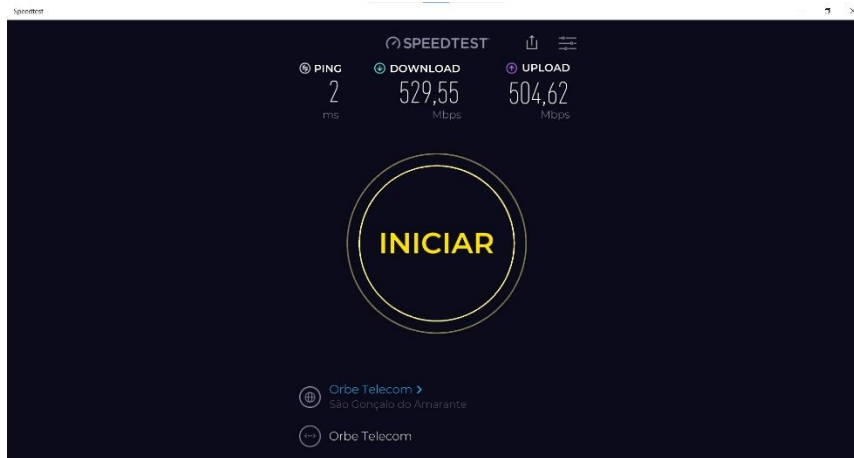 Speedtest
SPEEDTEST
PING
DOWNLOAD
UPLOAD
2
529,55
504,62
ms
Mbps
Mbps
INICIAR
Orbe Telecom >
São Gonçalo do Amarante
Orbe Telecom